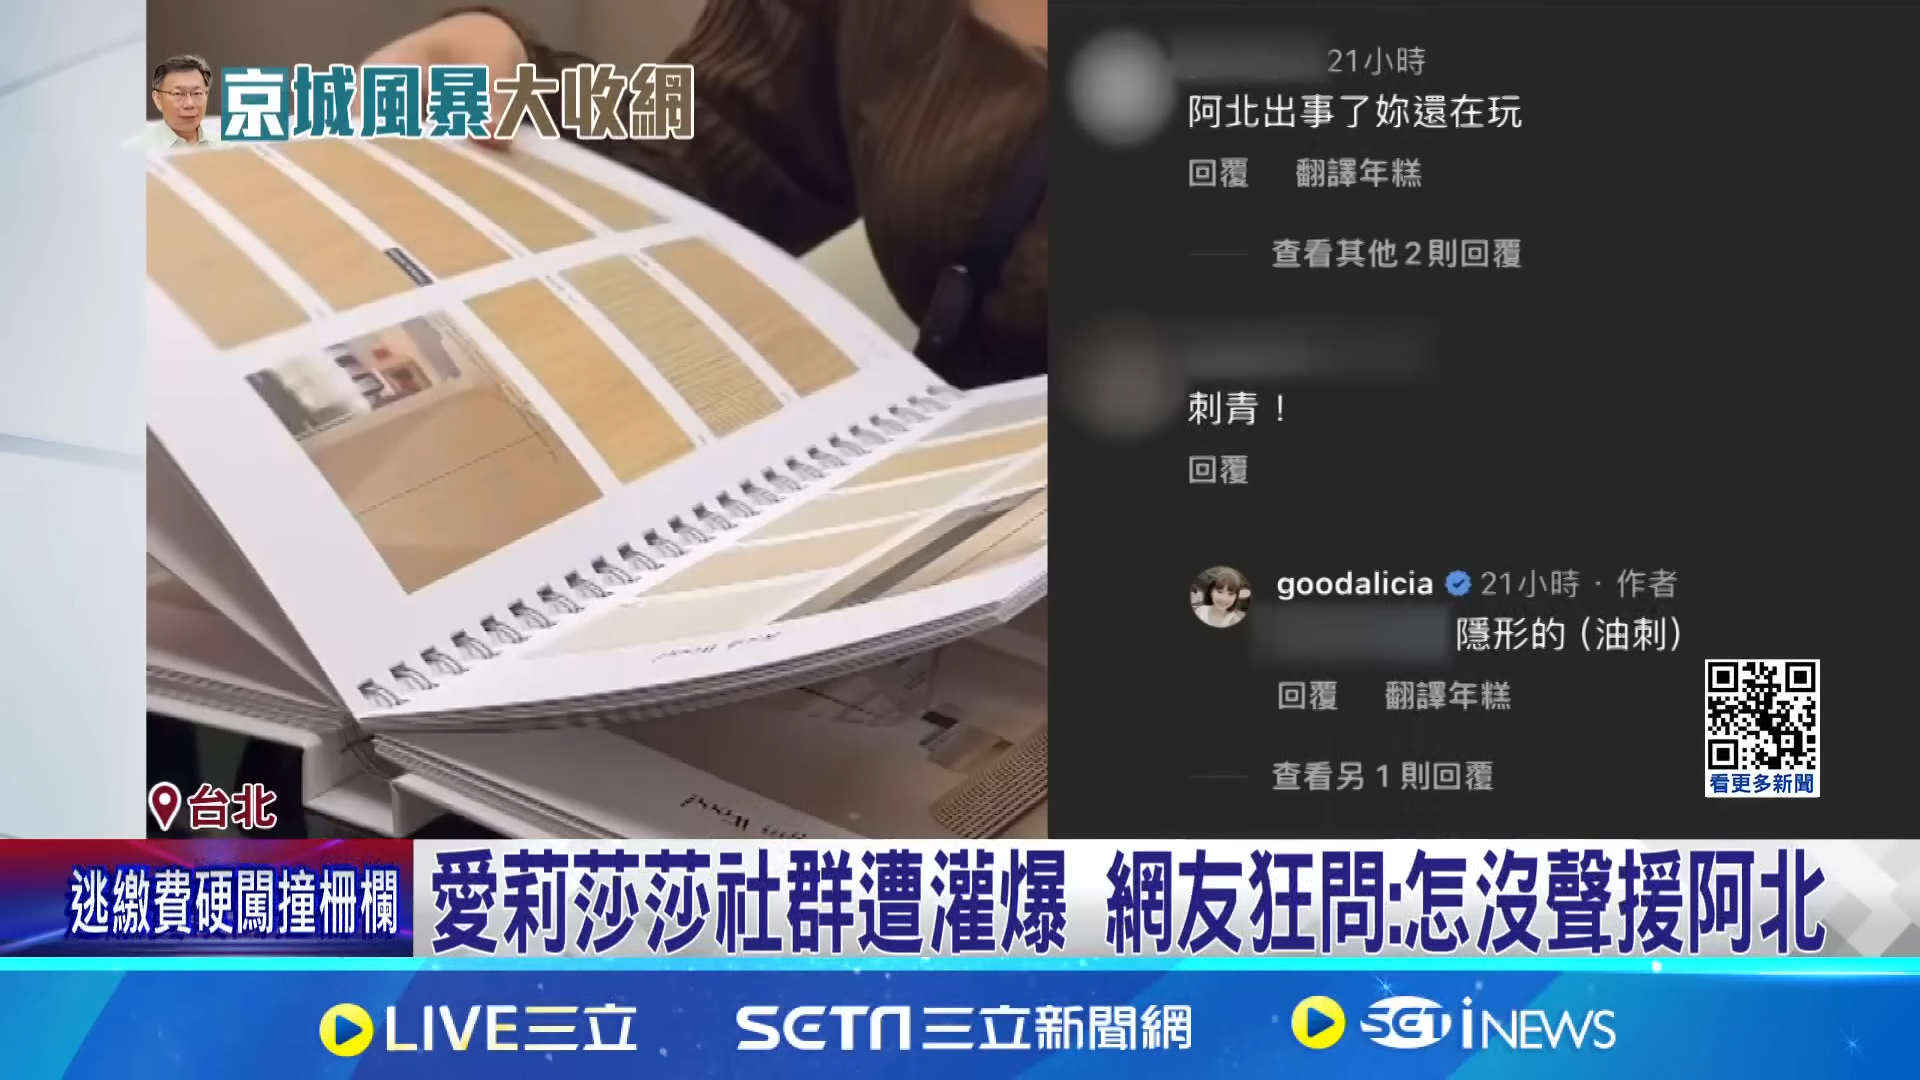 京城風暴大收網
21小時
阿北出事了妳還在玩
回覆 翻譯年糕
查看其他2則回覆
刺青！
回覆
goodalicia 21小時 · 作者
隱形的 (油刺)
回覆 翻譯年糕
查看另1則回覆
看更多新聞
台北
逃繳費硬闖撞柵欄
愛莉莎莎社群遭灌爆 網友狂問:怎沒聲援阿北
LIVE三立
SETN三立新聞網
SET iNEWS